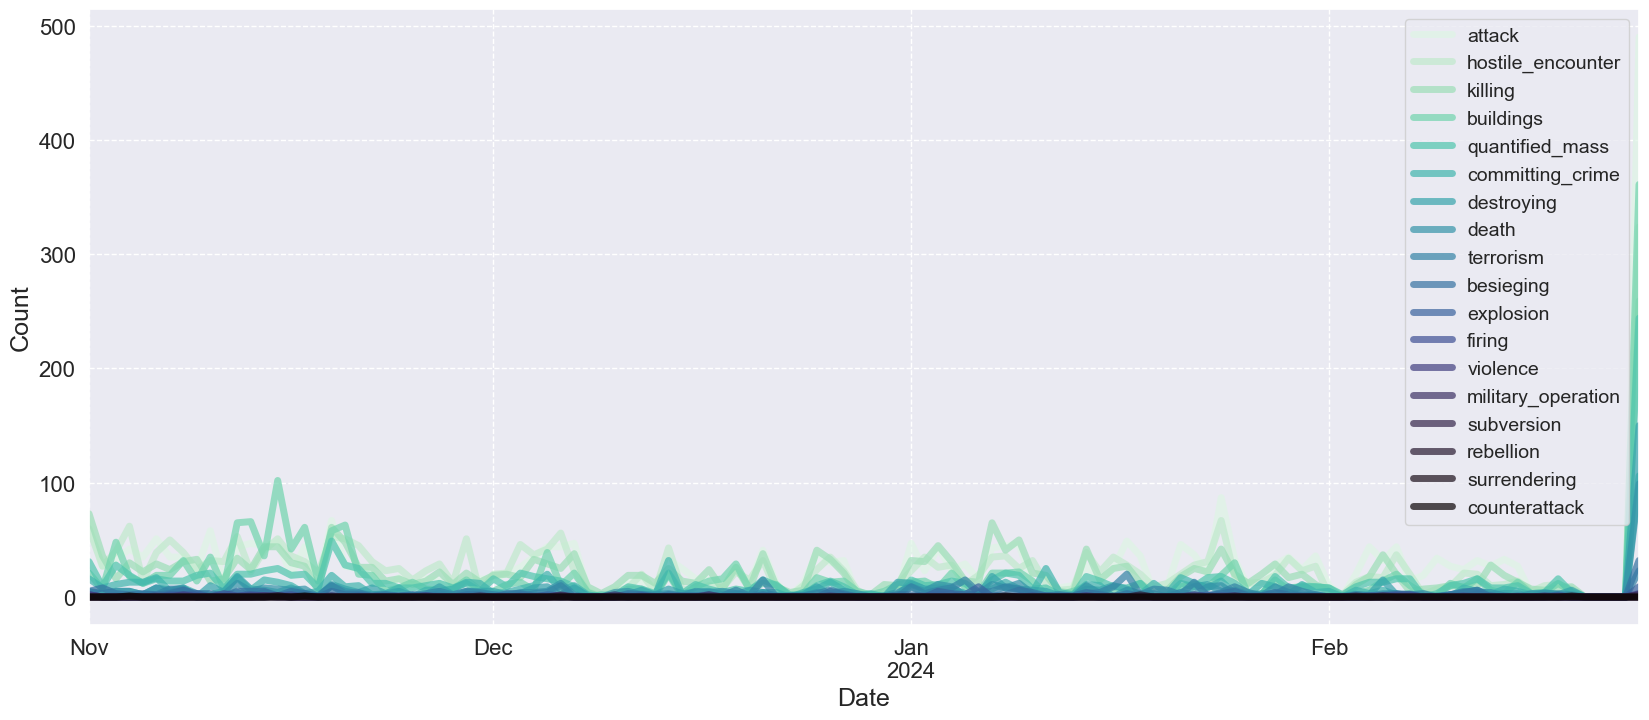 500
400
300
200
100
0
Count
attack
hostile_encounter
killing
buildings
quantified_mass
committing_crime
destroying
death
terrorism
besieging
explosion
firing
violence
military_operation
subversion
rebellion
surrendering
counterattack
Nov
Dec
Jan
2024
Feb
Date